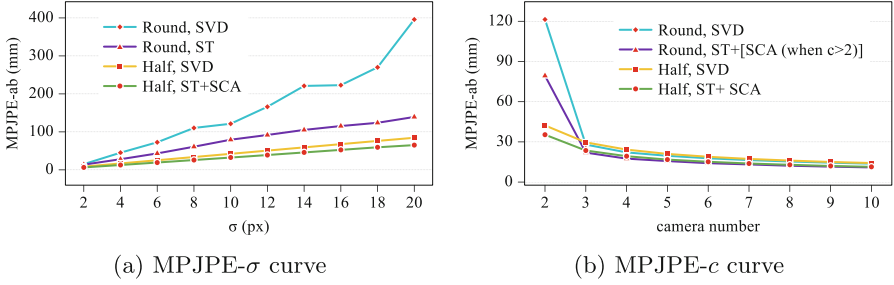 MPJPE-ab (mm)
400
300
200
100
0
Round, SVD
Round, ST
Half, SVD
Half, ST+SCA
2 4 6 8 10 12 14 16 18 20
σ (px)
(a) MPJPE-σ curve
MPJPE-ab (mm)
120
90
60
30
0
Round, SVD
Round, ST+[SCA (when c>2)]
Half, SVD
Half, ST+ SCA
2 3 4 5 6 7 8 9 10
camera number
(b) MPJPE-c curve